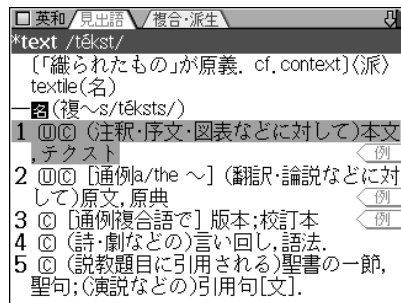 英和 見出語 複合·派生
*text /tékst/
(「織られたもの」が原義. cf. context)〈派〉
textile(名)
—名(複~s/téksts/)
1 ⓊⒸ (注釈·序文·図表などに対して)本文
,テクスト 例
2 ⓊⒸ [通例a/the ~] (翻訳·論説などに対
して)原文,原典 例
3 Ⓒ [通例複合語で] 版本;校訂本 例
4 Ⓒ (詩·劇などの)言い回し,語法.
5 Ⓒ (説教題目に引用される)聖書の一節,
聖句;(演説などの)引用句[文].